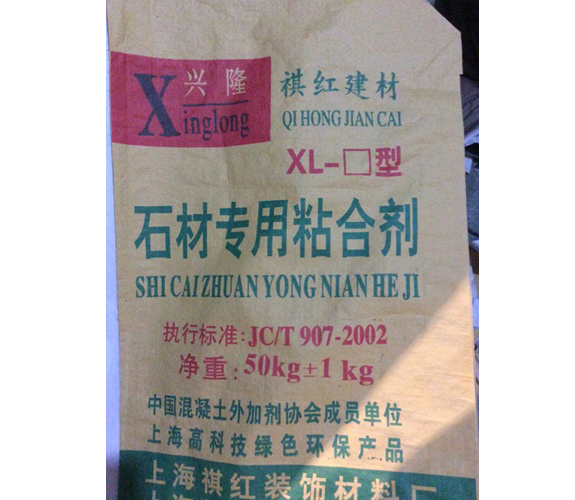 兴隆
Xinglong
祺红建材
QI HONG JIAN CAI
XL-□型
石材专用粘合剂
SHI CAI ZHUAN YONG NIAN HE JI
执行标准:JC/T 907-2002
净重:50kg±1kg
中国混凝土外加剂协会成员单位
上海高科技绿色环保产品
上海祺红装饰材料厂